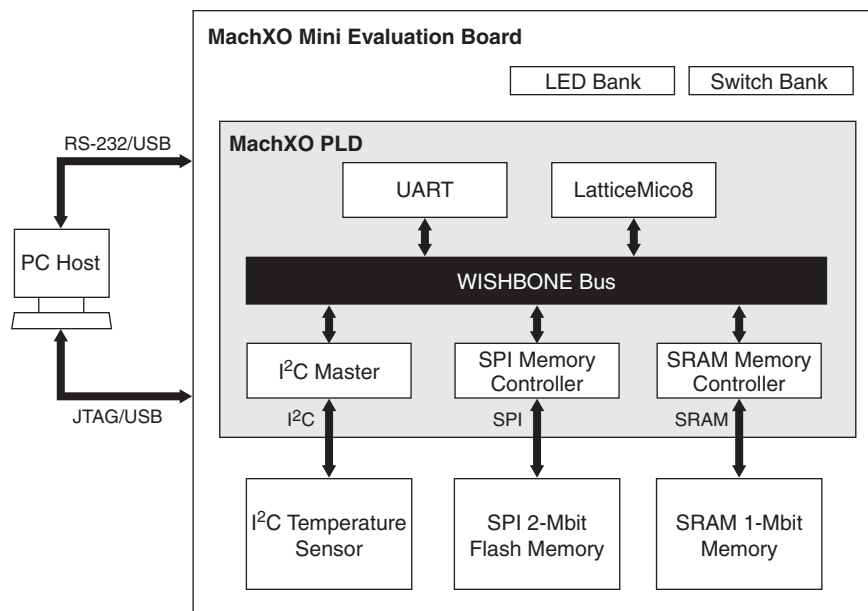 MachXO Mini Evaluation Board
LED Bank
Switch Bank
RS-232/USB
MachXO PLD
UART
LatticeMico8
PC Host
WISHBONE Bus
I²C Master
SPI Memory
Controller
SRAM Memory
Controller
JTAG/USB
I²C
SPI
SRAM
I²C Temperature
Sensor
SPI 2-Mbit
Flash Memory
SRAM 1-Mbit
Memory